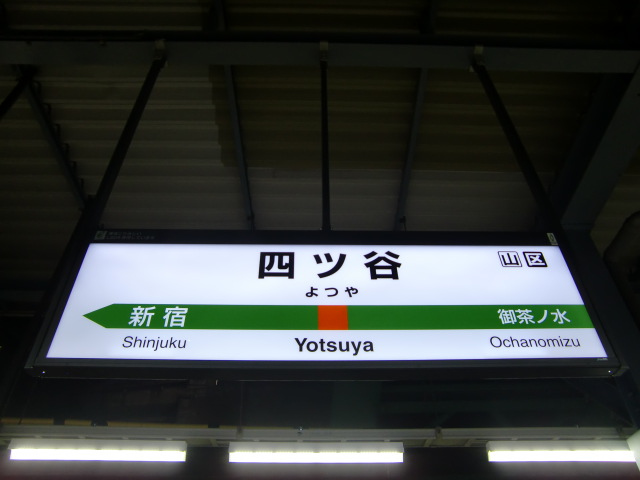 四ツ谷
山 区
よつや
新宿
御茶ノ水
Shinjuku
Yotsuya
Ochanomizu